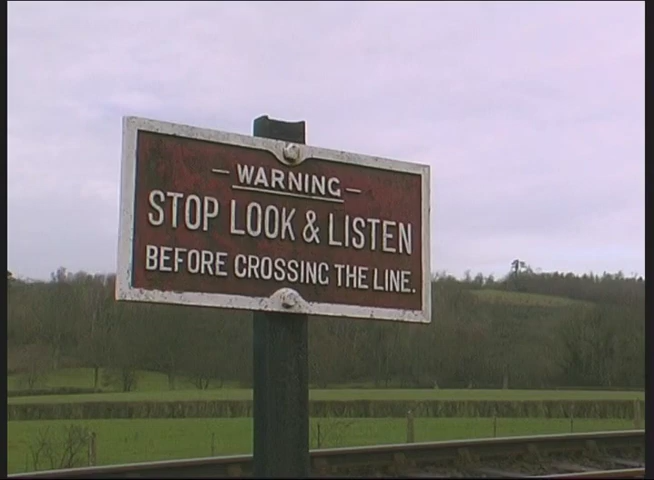 — WARNING —
STOP LOOK & LISTEN
BEFORE CROSSING THE LINE.